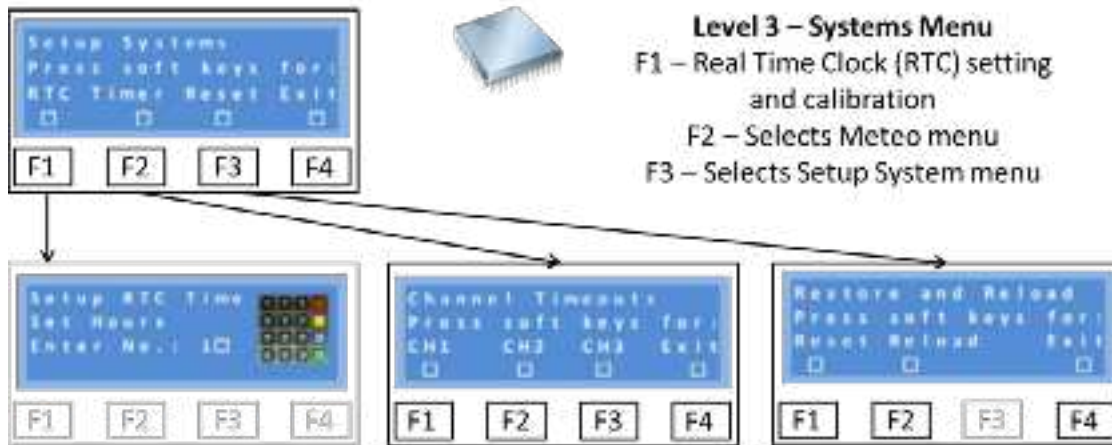 Setup Systems
Press soft keys for:
RTC Timer Reset Exit
F1 F2 F3 F4
Level 3 – Systems Menu
F1 – Real Time Clock (RTC) setting
and calibration
F2 – Selects Meteo menu
F3 – Selects Setup System menu
Setup RTC Time
Set Hours
Enter No.: 1
F1 F2 F3 F4
Channel Timeouts
Press soft keys for:
CH1 CH2 CH3 Exit
F1 F2 F3 F4
Restore and Reload
Press soft keys for:
Reset Reload Exit
F1 F2 F3 F4